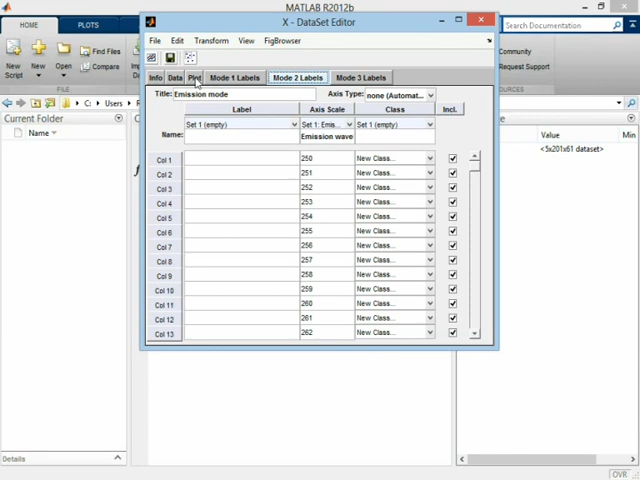 MATLAB R2012b
HOME PLOTS
Search Documentation
New
Script
New
Open
Find Files
Compare
Community
Request Support
OURCES
C: Users
Current Folder
Name
Details
Value
<5x201x61 dataset>
OVR
X - DataSet Editor
File Edit Transform View FigBrowser
Info Data Plot Mode 1 Labels Mode 2 Labels Mode 3 Labels
Title: Emission mode Axis Type: none (Automat...
Label Axis Scale Class Incl.
Set 1 (empty) Set 1: Emis... Set 1 (empty)
Name: Emission wave
Col 1 250 New Class...
Col 2 251 New Class...
Col 3 252 New Class...
Col 4 253 New Class...
Col 5 254 New Class...
Col 6 255 New Class...
Col 7 256 New Class...
Col 8 257 New Class...
Col 9 258 New Class...
Col 10 259 New Class...
Col 11 260 New Class...
Col 12 261 New Class...
Col 13 262 New Class...